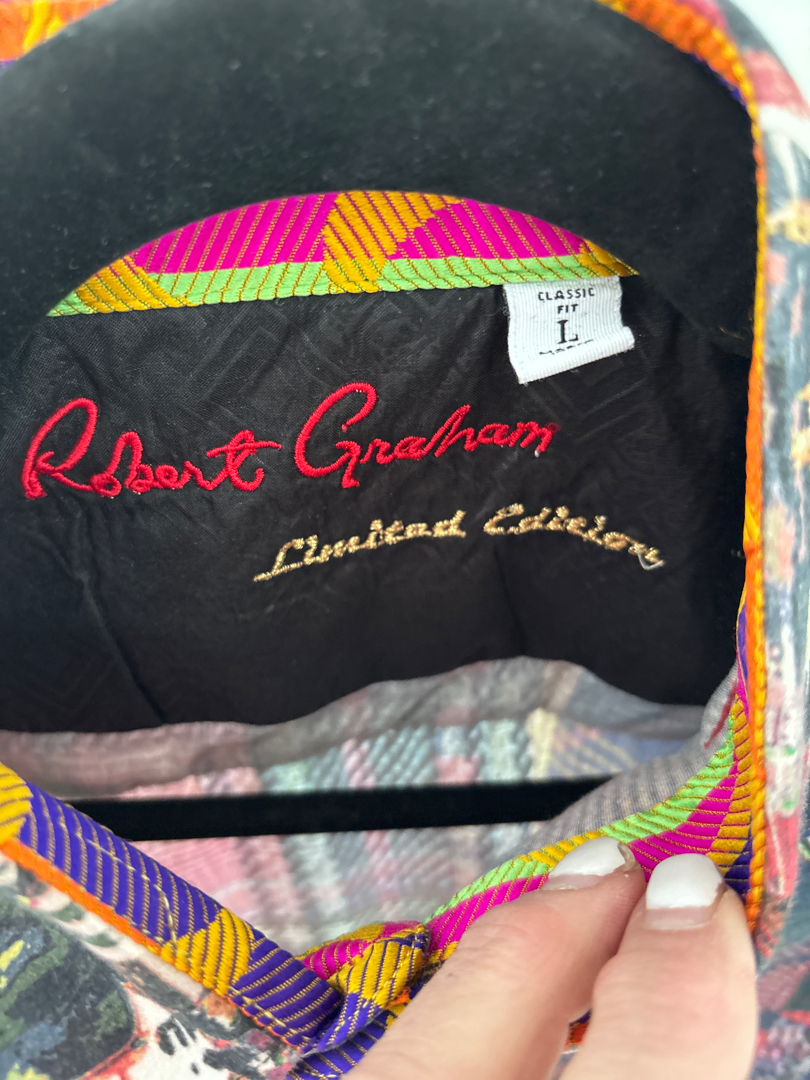 CLASSIC
FIT
L
Robert Graham
Limited Edition